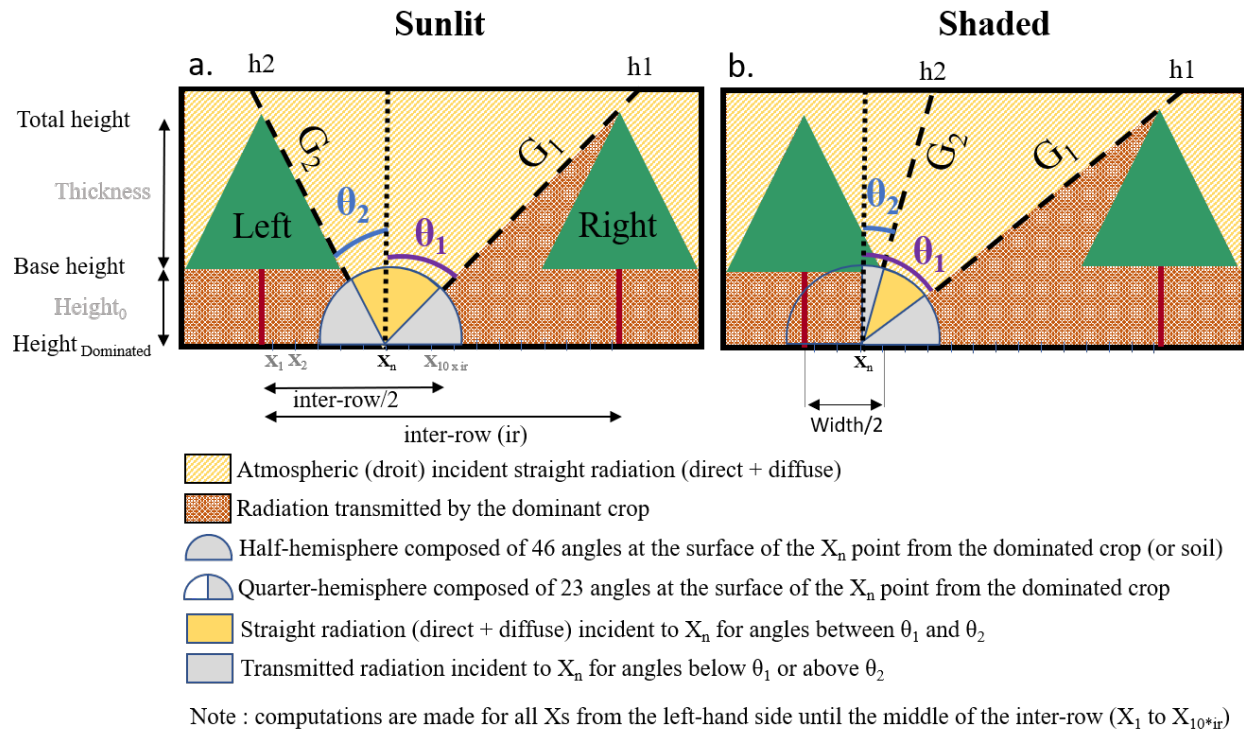 Sunlit
Shaded
a.
h2
h1
b.
h2
h1
Total height
G2
G1
G2
G1
Thickness
θ2
θ2
Left
Right
θ1
θ1
Base height
Height0
Height Dominated
X1 X2
Xn
X10 x ir
Xn
inter-row/2
Width/2
inter-row (ir)
Atmospheric (droit) incident straight radiation (direct + diffuse)
Radiation transmitted by the dominant crop
Half-hemisphere composed of 46 angles at the surface of the Xn point from the dominated crop (or soil)
Quarter-hemisphere composed of 23 angles at the surface of the Xn point from the dominated crop
Straight radiation (direct + diffuse) incident to Xn for angles between θ1 and θ2
Transmitted radiation incident to Xn for angles below θ1 or above θ2
Note : computations are made for all Xs from the left-hand side until the middle of the inter-row (X1 to X10*ir)